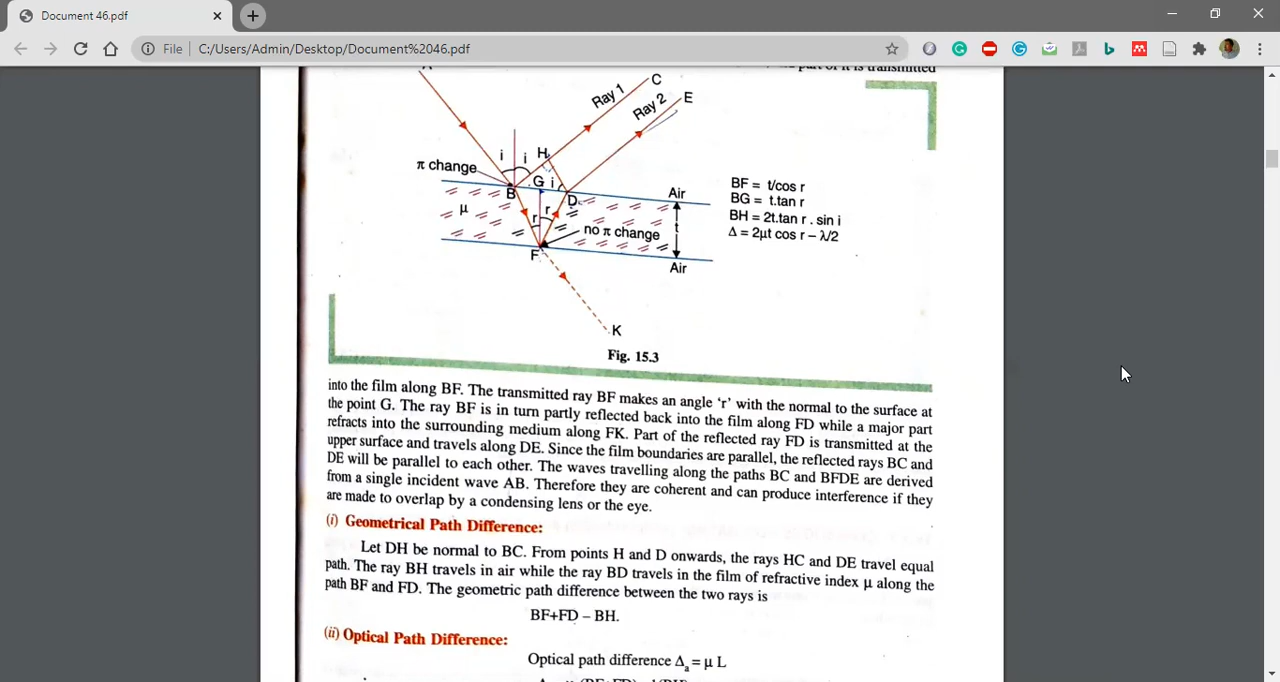 Document 46.pdf
File
C:/Users/Admin/Desktop/Document%2046.pdf
part of it is transmitted
A
C
Ray 1
E
Ray 2
i
i
H
π change
G
i
B
D
Air
r
r
μ
no π change
t
F
Air
K
BF = t/cos r
BG = t.tan r
BH = 2t.tan r . sin i
Δ = 2μt cos r – λ/2
Fig. 15.3
into the film along BF. The transmitted ray BF makes an angle ‘r’ with the normal to the surface at
the point G. The ray BF is in turn partly reflected back into the film along FD while a major part
refracts into the surrounding medium along FK. Part of the reflected ray FD is transmitted at the
upper surface and travels along DE. Since the film boundaries are parallel, the reflected rays BC and
DE will be parallel to each other. The waves travelling along the paths BC and BFDE are derived
from a single incident wave AB. Therefore they are coherent and can produce interference if they
are made to overlap by a condensing lens or the eye.
(i) Geometrical Path Difference:
Let DH be normal to BC. From points H and D onwards, the rays HC and DE travel equal
path. The ray BH travels in air while the ray BD travels in the film of refractive index μ along the
path BF and FD. The geometric path difference between the two rays is
BF+FD – BH.
(ii) Optical Path Difference:
Optical path difference Δₐ = μ L